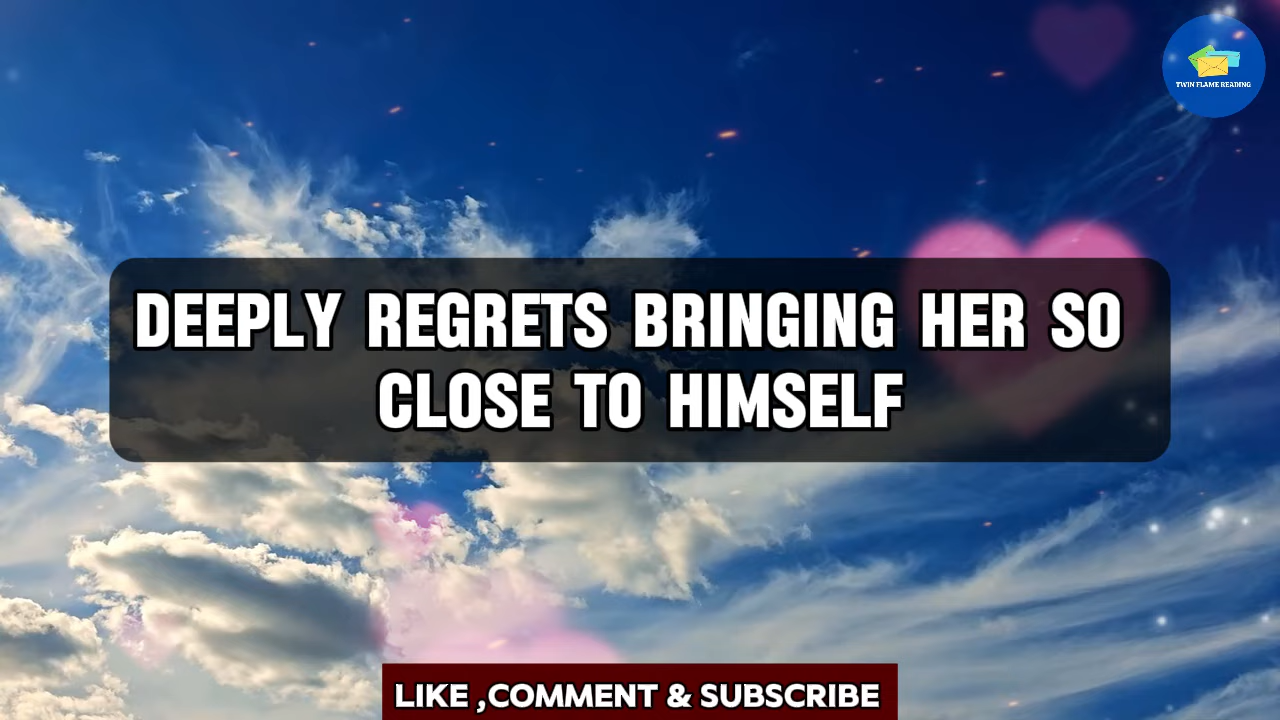 TWIN FLAME READING
DEEPLY REGRETS BRINGING HER SO
CLOSE TO HIMSELF
LIKE ,COMMENT & SUBSCRIBE